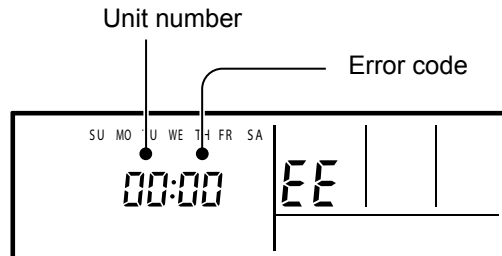 Unit number
Error code
SU MO TU WE TH FR SA
00:00 EE